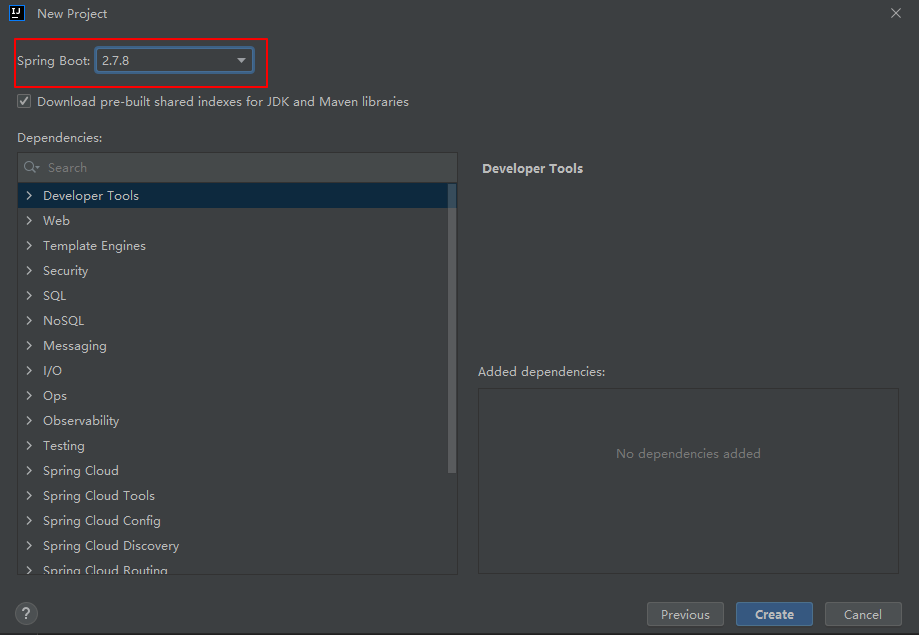 IJ
New Project
Spring Boot: 2.7.8
Download pre-built shared indexes for JDK and Maven libraries
Dependencies:
Search
Developer Tools
Web
Template Engines
Security
SQL
NoSQL
Messaging
I/O
Ops
Observability
Testing
Spring Cloud
Spring Cloud Tools
Spring Cloud Config
Spring Cloud Discovery
Spring Cloud Routing
Developer Tools
Added dependencies:
No dependencies added
?
Previous
Create
Cancel